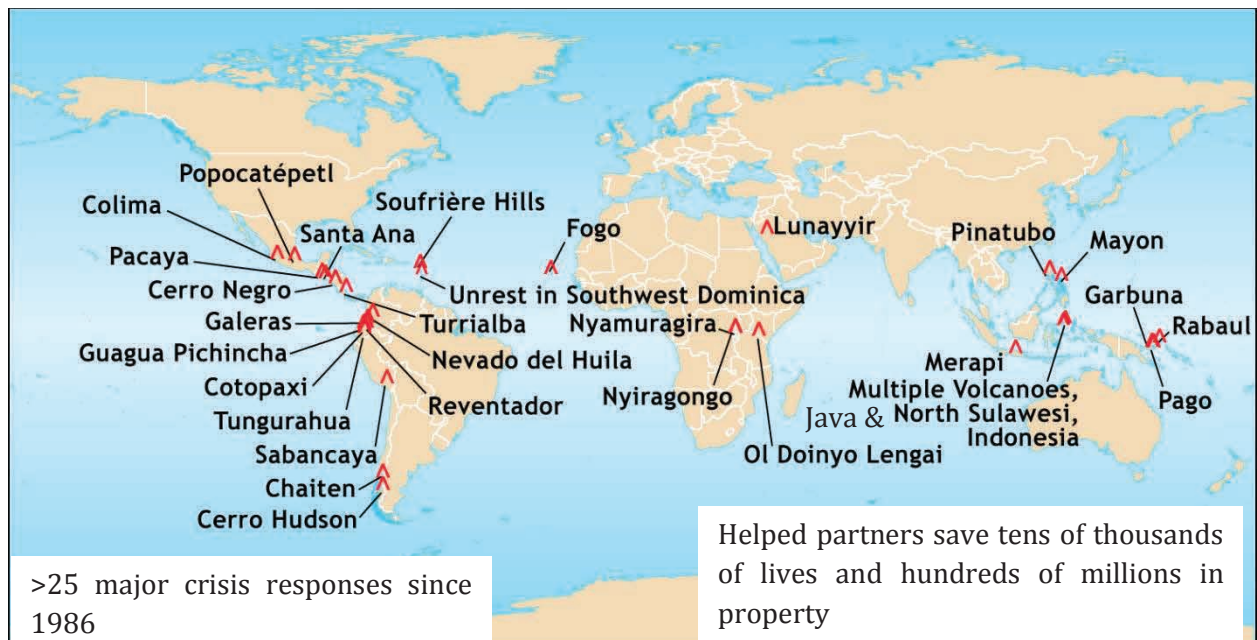 Popocatépetl
Colima
Soufrière Hills
Santa Ana
Fogo
Lunayyir
Pinatubo
Mayon
Pacaya
Cerro Negro
Unrest in Southwest Dominica
Garbuna
Galeras
Turrialba
Nyamuragira
Rabaul
Guagua Pichincha
Nevado del Huila
Merapi
Cotopaxi
Reventador
Nyiragongo
Multiple Volcanoes,
Pago
Tungurahua
Java & North Sulawesi,
Indonesia
Sabancaya
Ol Doinyo Lengai
Chaiten
Cerro Hudson
>25 major crisis responses since
1986
Helped partners save tens of thousands
of lives and hundreds of millions in
property